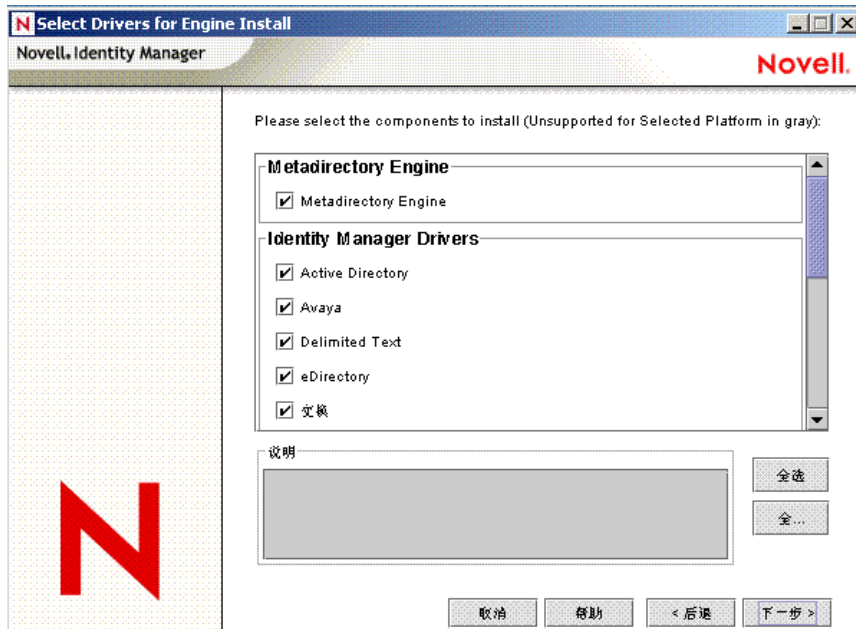 Select Drivers for Engine Install
Novell. Identity Manager
Novell.
Please select the components to install (Unsupported for Selected Platform in gray):
Metadirectory Engine
Metadirectory Engine
Identity Manager Drivers
Active Directory
Avaya
Delimited Text
eDirectory
交换
说明
全选
全...
取消
帮助
< 后退
下一步 >